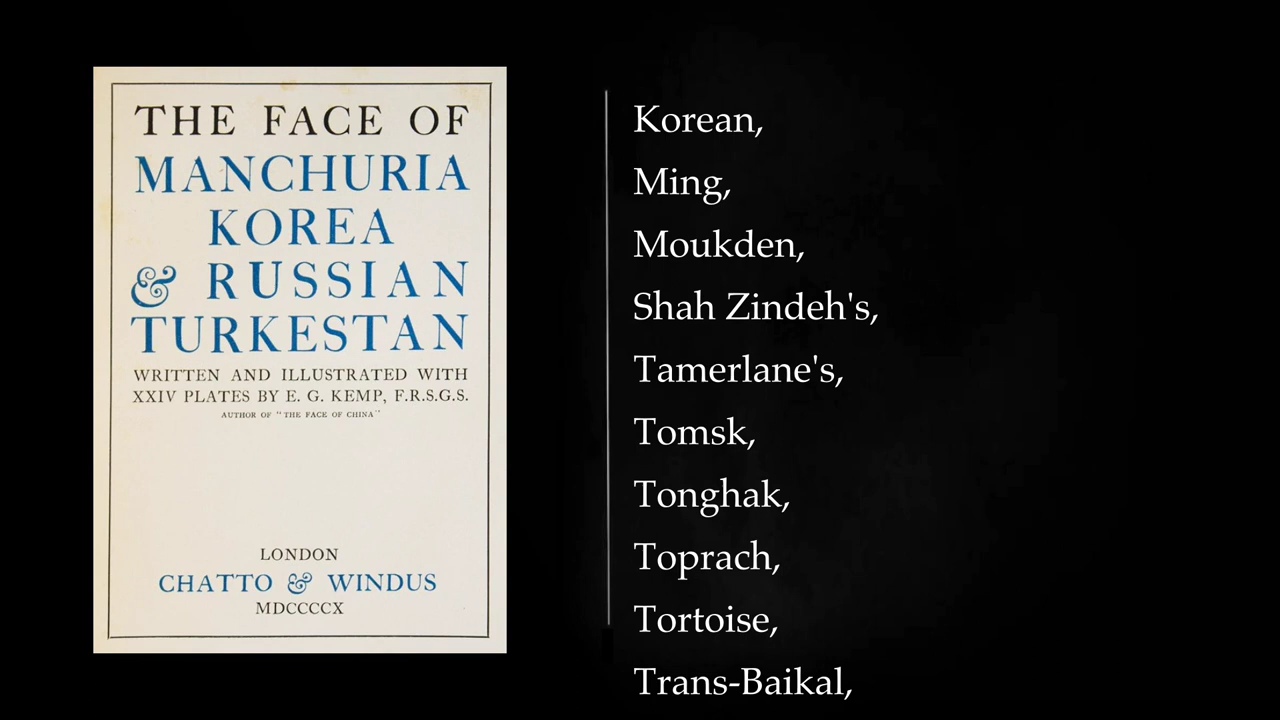 THE FACE OF
MANCHURIA
KOREA
& RUSSIAN
TURKESTAN
WRITTEN AND ILLUSTRATED WITH
XXIV PLATES BY E. G. KEMP, F.R.S.G.S.
AUTHOR OF "THE FACE OF CHINA"
LONDON
CHATTO & WINDUS
MDCCCCX
Korean,
Ming,
Moukden,
Shah Zindeh's,
Tamerlane's,
Tomsk,
Tonghak,
Toprach,
Tortoise,
Trans-Baikal,